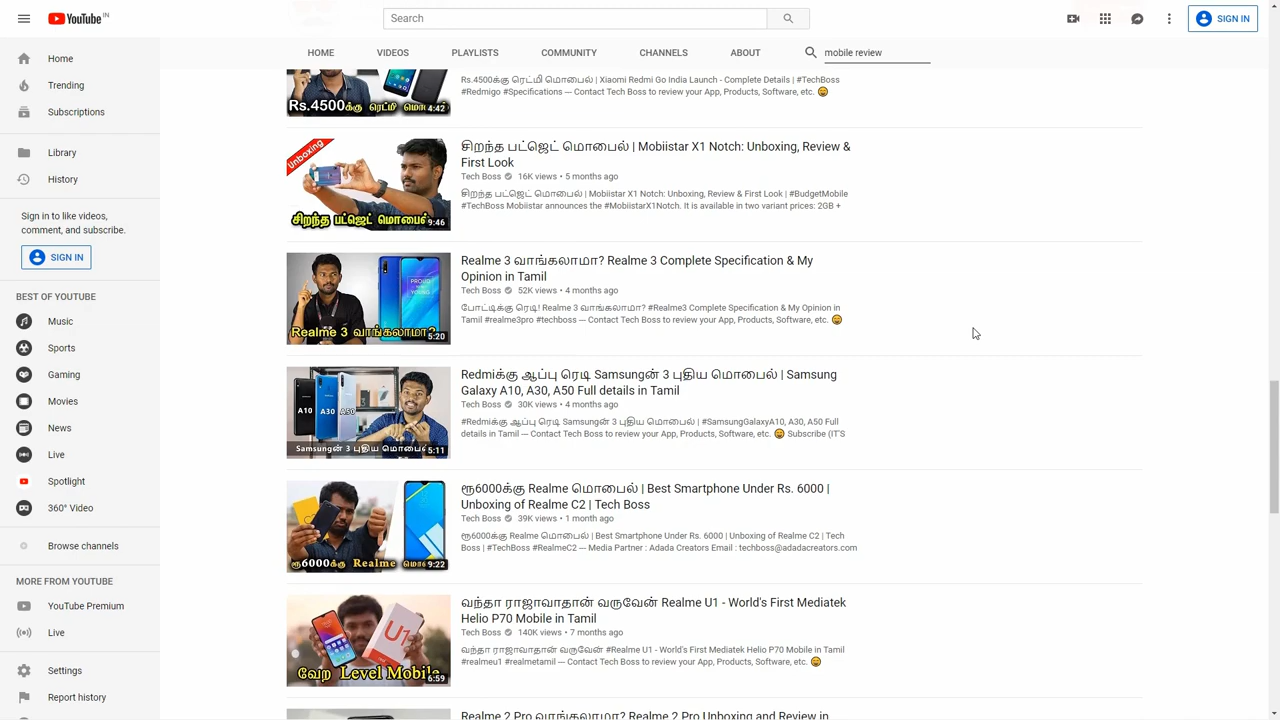 YouTube IN
Search
SIGN IN
HOME
VIDEOS
PLAYLISTS
COMMUNITY
CHANNELS
ABOUT
mobile review
Home
Trending
Subscriptions
Library
History
Sign in to like videos,
comment, and subscribe.
SIGN IN
BEST OF YOUTUBE
Music
Sports
Gaming
Movies
News
Live
Spotlight
360° Video
Browse channels
MORE FROM YOUTUBE
YouTube Premium
Live
Settings
Report history
Rs.4500க்கு ரெட்மி மொ
4:42
Rs.4500க்கு ரெட்மி மொபைல் | Xiaomi Redmi Go India Launch - Complete Details | #TechBoss
#Redmigo #Specifications --- Contact Tech Boss to review your App, Products, Software, etc. 😄
Unboxing
சிறந்த பட்ஜெட் மொபைல்
9:46
சிறந்த பட்ஜெட் மொபைல் | Mobiistar X1 Notch: Unboxing, Review &
First Look
Tech Boss 16K views • 5 months ago
சிறந்த பட்ஜெட் மொபைல் | Mobiistar X1 Notch: Unboxing, Review & First Look | #BudgetMobile
#TechBoss Mobiistar announces the #MobiistarX1Notch. It is available in two variant prices: 2GB +
PROUD
YOUNG
Realme 3 வாங்கலாமா?
5:20
Realme 3 வாங்கலாமா? Realme 3 Complete Specification & My
Opinion in Tamil
Tech Boss 52K views • 4 months ago
போட்டிக்கு ரெடி! Realme 3 வாங்கலாமா? #Realme3 Complete Specification & My Opinion in
Tamil #realme3pro #techboss --- Contact Tech Boss to review your App, Products, Software, etc. 😄
A10 A30 A50
Samsungன் 3 புதிய மொபைல்
5:11
Redmiக்கு ஆப்பு ரெடி Samsungன் 3 புதிய மொபைல் | Samsung
Galaxy A10, A30, A50 Full details in Tamil
Tech Boss 30K views • 4 months ago
#Redmiக்கு ஆப்பு ரெடி Samsungன் 3 புதிய மொபைல் | #SamsungGalaxyA10, A30, A50 Full
details in Tamil --- Contact Tech Boss to review your App, Products, Software, etc. 😄 Subscribe (IT'S
ரூ6000க்கு Realme மொ
9:22
ரூ6000க்கு Realme மொபைல் | Best Smartphone Under Rs. 6000 |
Unboxing of Realme C2 | Tech Boss
Tech Boss 39K views • 1 month ago
ரூ6000க்கு Realme மொபைல் | Best Smartphone Under Rs. 6000 | Unboxing of Realme C2 | Tech
Boss | #TechBoss #RealmeC2 --- Media Partner : Adada Creators Email : techboss@adadacreators.com
U1
வேற Level Mobile
6:59
வந்தா ராஜாவாதான் வருவேன் Realme U1 - World's First Mediatek
Helio P70 Mobile in Tamil
Tech Boss 140K views • 7 months ago
வந்தா ராஜாவாதான் வருவேன் #Realme U1 - World's First Mediatek Helio P70 Mobile in Tamil
#realmeu1 #realmetamil --- Contact Tech Boss to review your App, Products, Software, etc. 😄
Realme 2 Pro வாங்கலாமா? Realme 2 Pro Unboxing and Review in